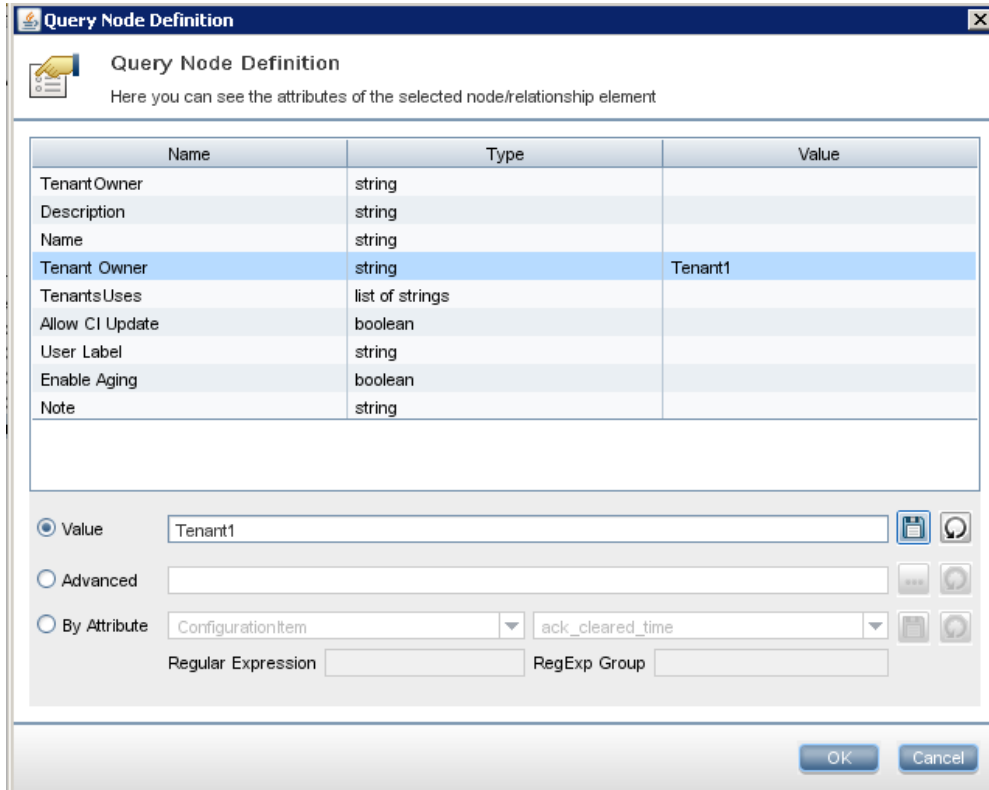 Query Node Definition
Query Node Definition
Here you can see the attributes of the selected node/relationship element
Name Type Value
TenantOwner string
Description string
Name string
Tenant Owner string Tenant1
TenantsUses list of strings
Allow CI Update boolean
User Label string
Enable Aging boolean
Note string
Value Tenant1
Advanced ...
By Attribute ConfigurationItem ack_cleared_time
Regular Expression RegExp Group
OK Cancel